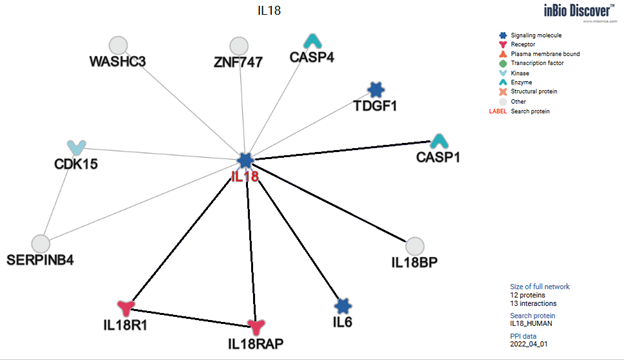 IL18
inBio Discover™
www.inbio-discover.com
Signaling molecule
Receptor
Plasma membrane bound
Transcription factor
Kinase
Enzyme
Structural protein
Other
LABEL Search protein
WASHC3
ZNF747
CASP4
TDGF1
CASP1
CDK15
IL18
SERPINB4
IL18BP
IL18R1
IL18RAP
IL6
Size of full network
12 proteins
13 interactions
Search protein
IL18_HUMAN
PPI data
2022_04_01